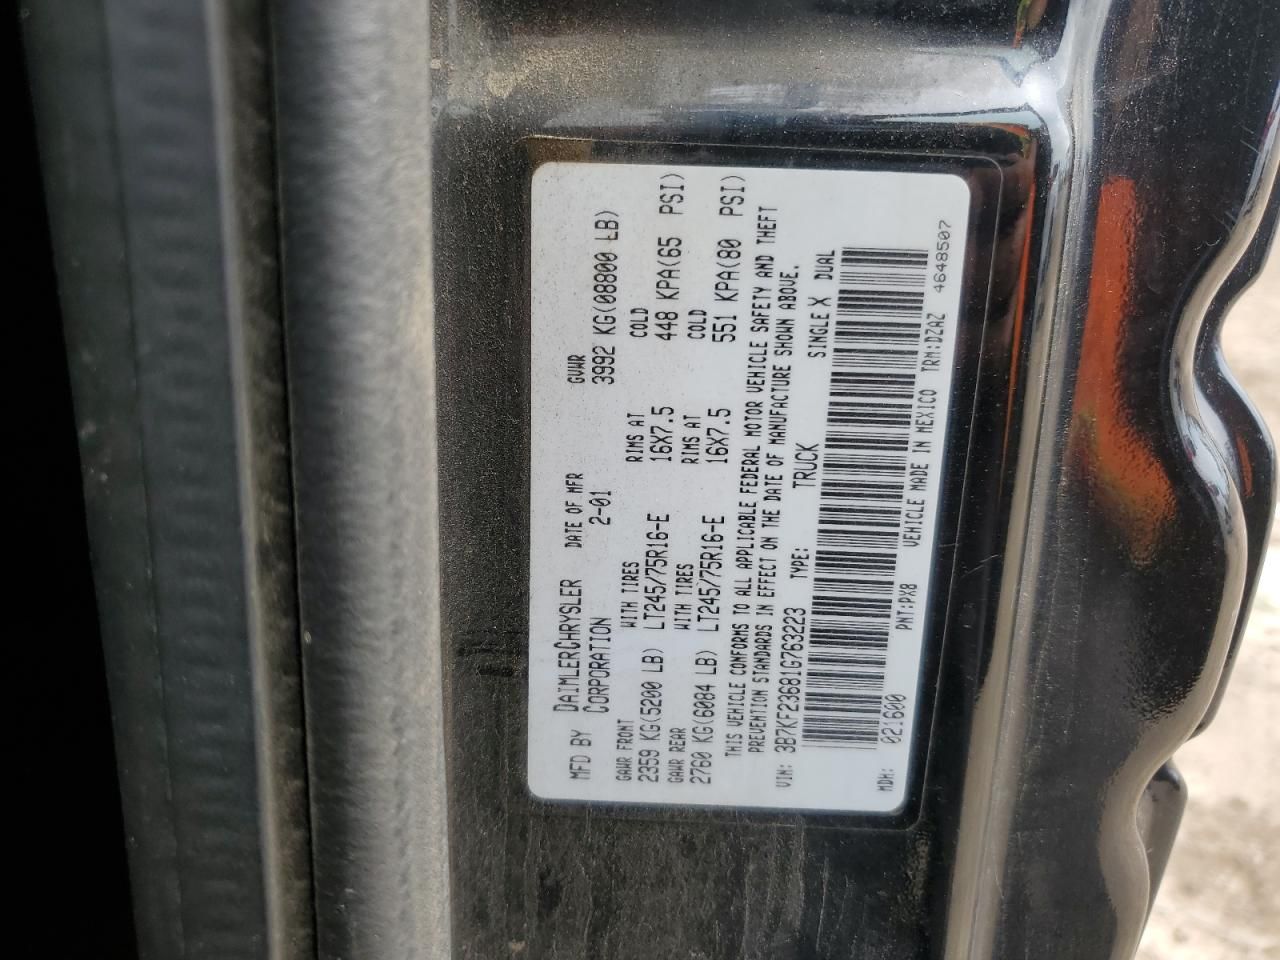 MFD BY DAIMLERCHRYSLER CORPORATION DATE OF MFR 2-01 GVWR 3992 KG(08800 LB)
GAWR FRONT WITH TIRES RIMS AT COLD
2359 KG(5200 LB) LT245/75R16-E 16X7.5 448 KPA(65 PSI)
GAWR REAR WITH TIRES RIMS AT COLD
2760 KG(6084 LB) LT245/75R16-E 16X7.5 551 KPA(80 PSI)
THIS VEHICLE CONFORMS TO ALL APPLICABLE FEDERAL MOTOR VEHICLE SAFETY AND THEFT
PREVENTION STANDARDS IN EFFECT ON THE DATE OF MANUFACTURE SHOWN ABOVE.
VIN: 3B7KF23681G763223 TYPE: TRUCK SINGLE X DUAL
MDH: 021600 PNT:PX8 VEHICLE MADE IN MEXICO TRM:DZAZ 4648507